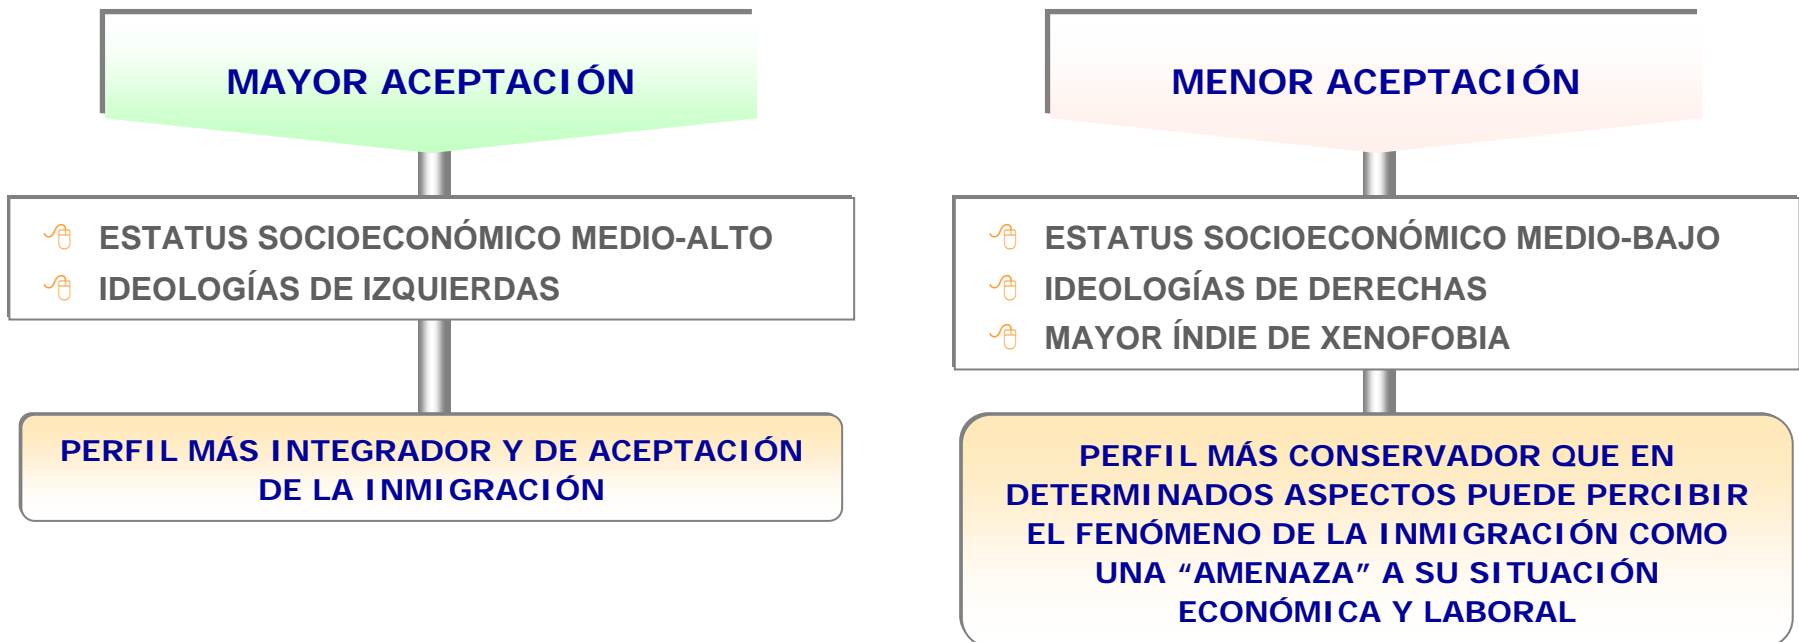 MAYOR ACEPTACIÓN
ESTATUS SOCIOECONÓMICO MEDIO-ALTO
IDEOLOGÍAS DE IZQUIERDAS
PERFIL MÁS INTEGRADOR Y DE ACEPTACIÓN
DE LA INMIGRACIÓN
MENOR ACEPTACIÓN
ESTATUS SOCIOECONÓMICO MEDIO-BAJO
IDEOLOGÍAS DE DERECHAS
MAYOR ÍNDIE DE XENOFOBIA
PERFIL MÁS CONSERVADOR QUE EN
DETERMINADOS ASPECTOS PUEDE PERCIBIR
EL FENÓMENO DE LA INMIGRACIÓN COMO
UNA “AMENAZA” A SU SITUACIÓN
ECONÓMICA Y LABORAL